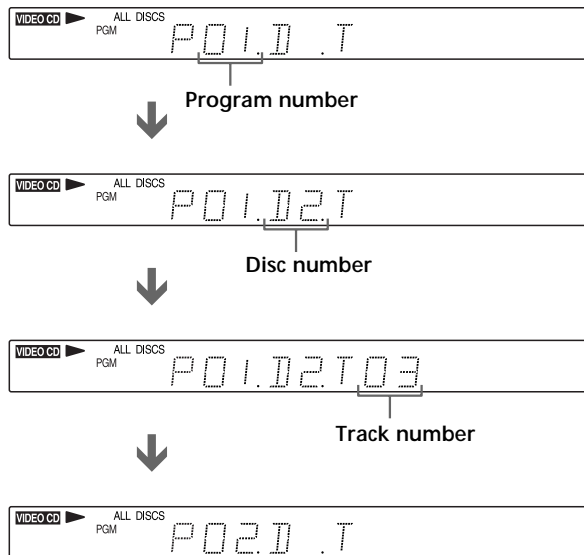 VIDEO CD ALL DISCS
PGM P01.D .T
Program number
VIDEO CD ALL DISCS
PGM P01.D2.T
Disc number
VIDEO CD ALL DISCS
PGM P01.D2.T03
Track number
VIDEO CD ALL DISCS
PGM P02.D .T